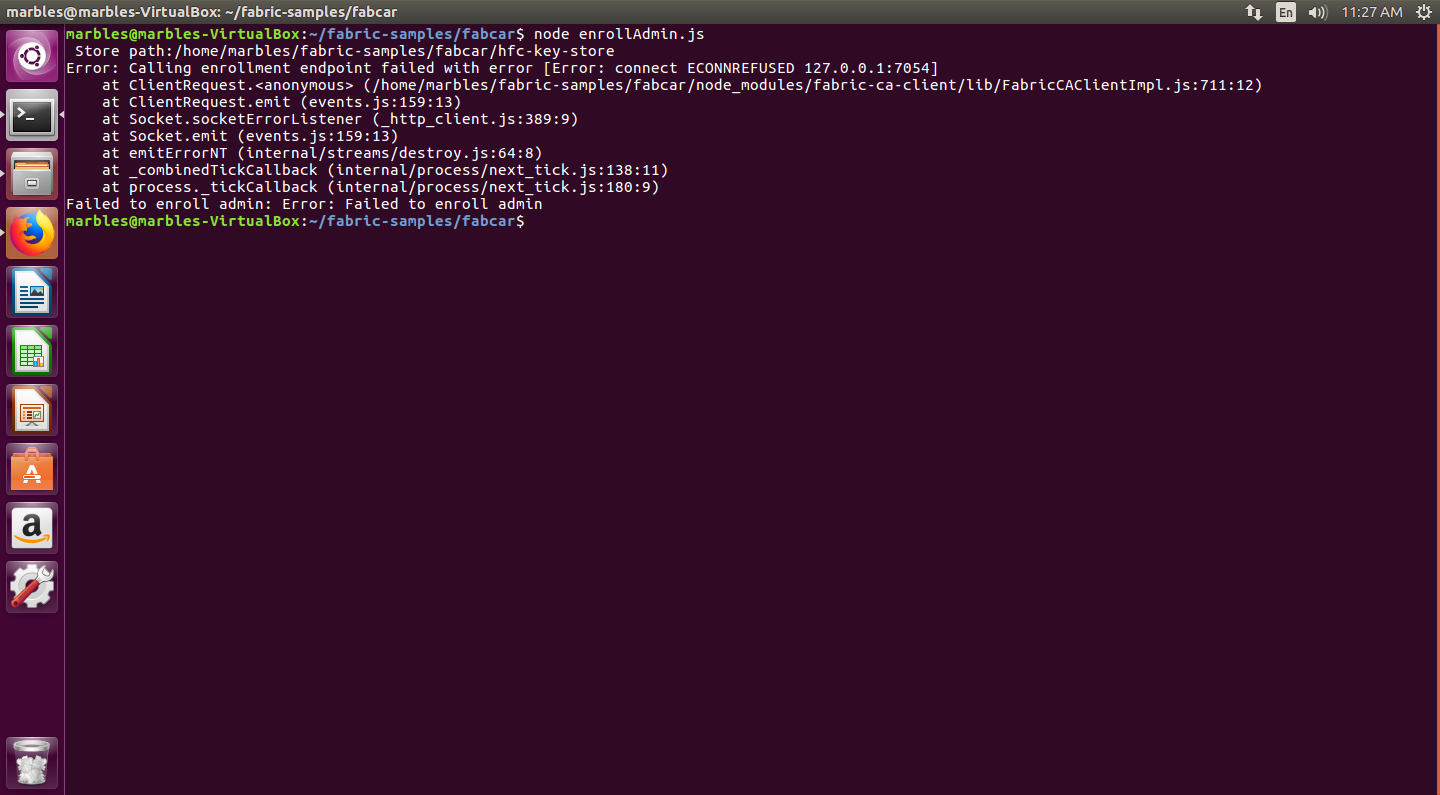 marbles@marbles-VirtualBox: ~/fabric-samples/fabcar
En
11:27 AM
marbles@marbles-VirtualBox:~/fabric-samples/fabcar$ node enrollAdmin.js
 Store path:/home/marbles/fabric-samples/fabcar/hfc-key-store
Error: Calling enrollment endpoint failed with error [Error: connect ECONNREFUSED 127.0.0.1:7054]
    at ClientRequest.<anonymous> (/home/marbles/fabric-samples/fabcar/node_modules/fabric-ca-client/lib/FabricCAClientImpl.js:711:12)
    at ClientRequest.emit (events.js:159:13)
    at Socket.socketErrorListener (_http_client.js:389:9)
    at Socket.emit (events.js:159:13)
    at emitErrorNT (internal/streams/destroy.js:64:8)
    at _combinedTickCallback (internal/process/next_tick.js:138:11)
    at process._tickCallback (internal/process/next_tick.js:180:9)
Failed to enroll admin: Error: Failed to enroll admin
marbles@marbles-VirtualBox:~/fabric-samples/fabcar$